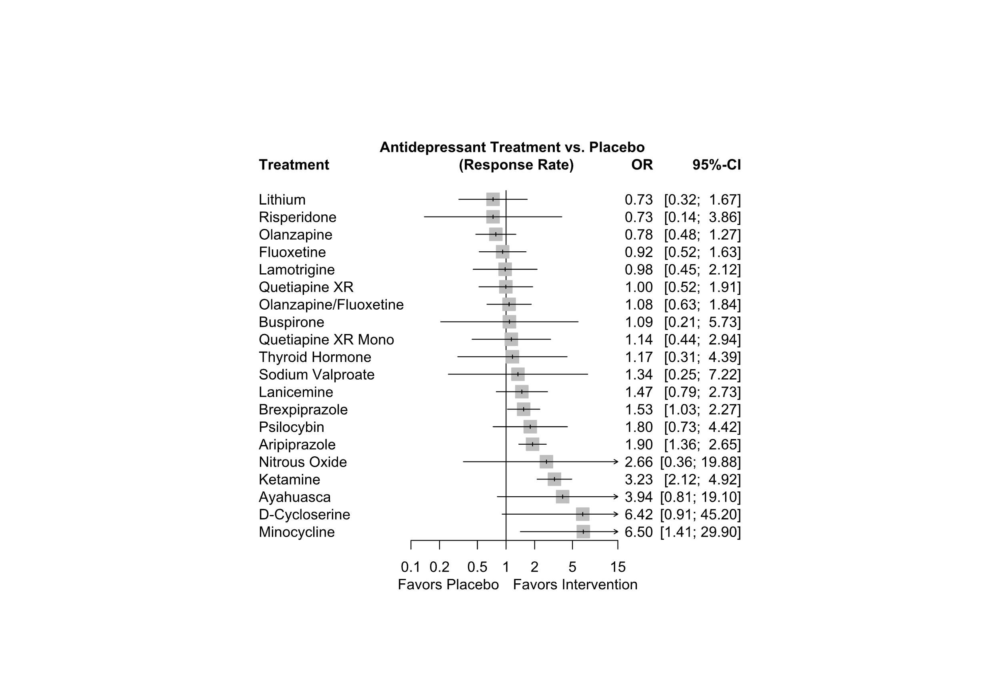 Antidepressant Treatment vs. Placebo
Treatment (Response Rate) OR 95%-CI
Lithium 0.73 [0.32; 1.67]
Risperidone 0.73 [0.14; 3.86]
Olanzapine 0.78 [0.48; 1.27]
Fluoxetine 0.92 [0.52; 1.63]
Lamotrigine 0.98 [0.45; 2.12]
Quetiapine XR 1.00 [0.52; 1.91]
Olanzapine/Fluoxetine 1.08 [0.63; 1.84]
Buspirone 1.09 [0.21; 5.73]
Quetiapine XR Mono 1.14 [0.44; 2.94]
Thyroid Hormone 1.17 [0.31; 4.39]
Sodium Valproate 1.34 [0.25; 7.22]
Lanicemine 1.47 [0.79; 2.73]
Brexpiprazole 1.53 [1.03; 2.27]
Psilocybin 1.80 [0.73; 4.42]
Aripiprazole 1.90 [1.36; 2.65]
Nitrous Oxide 2.66 [0.36; 19.88]
Ketamine 3.23 [2.12; 4.92]
Ayahuasca 3.94 [0.81; 19.10]
D-Cycloserine 6.42 [0.91; 45.20]
Minocycline 6.50 [1.41; 29.90]
0.1 0.2 0.5 1 2 5 15
Favors Placebo Favors Intervention